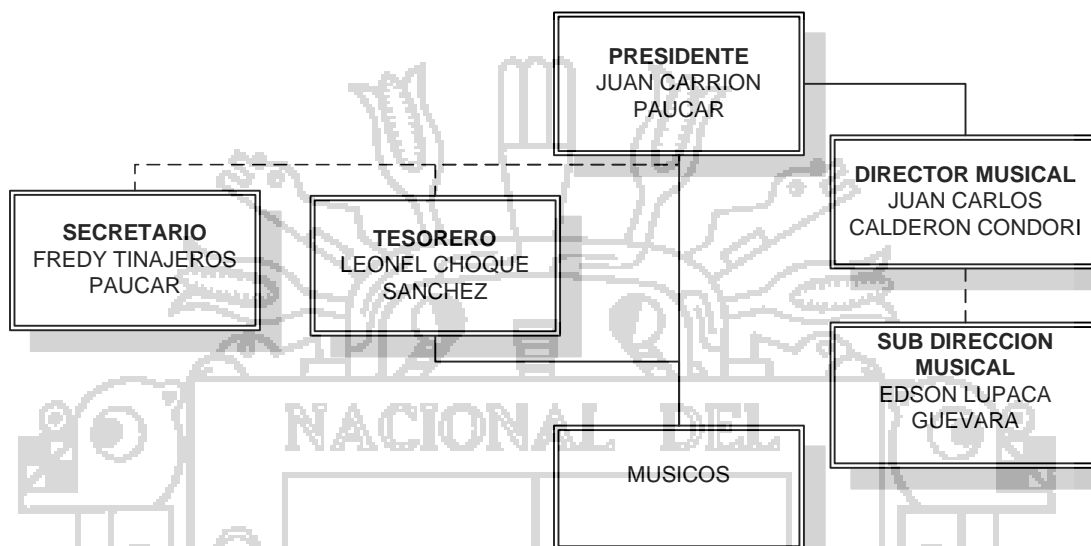 PRESIDENTE
JUAN CARRION
PAUCAR
DIRECTOR MUSICAL
JUAN CARLOS
CALDERON CONDORI
SECRETARIO
FREDY TINAJEROS
PAUCAR
TESORERO
LEONEL CHOQUE
SANCHEZ
SUB DIRECCION
MUSICAL
EDSON LUPACA
GUEVARA
NACIONAL DEL
MUSICOS